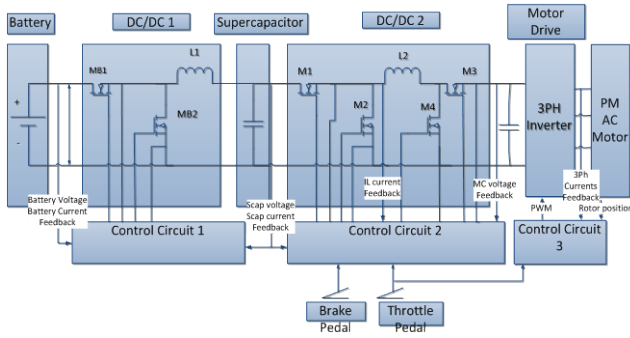 Battery
DC/DC 1
Supercapacitor
DC/DC 2
Motor
Drive
L1
MB1
MB2
L2
M1
M2
M3
M4
+
-
3PH
Inverter
PM
AC
Motor
Battery Voltage
Battery Current
Feedback
Scap voltage
Scap current
Feedback
IL current
Feedback
MC voltage
Feedback
3Ph
Currents
Feedback
PWM
Rotor position
Control Circuit 1
Control Circuit 2
Control Circuit
3
Brake
Pedal
Throttle
Pedal